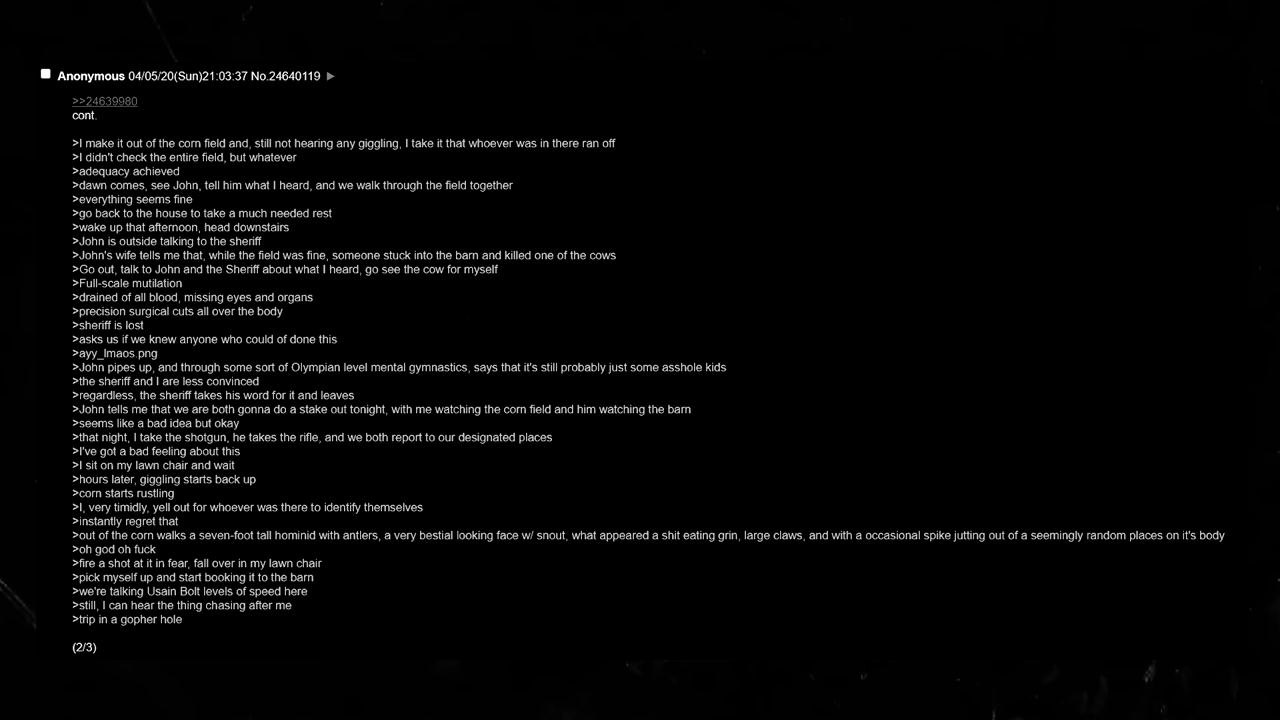 Anonymous 04/05/20(Sun)21:03:37 No.24640119 ▶
>>24639980
cont.
>I make it out of the corn field and, still not hearing any giggling, I take it that whoever was in there ran off
>I didn't check the entire field, but whatever
>adequacy achieved
>dawn comes, see John, tell him what I heard, and we walk through the field together
>everything seems fine
>go back to the house to take a much needed rest
>wake up that afternoon, head downstairs
>John is outside talking to the sheriff
>John's wife tells me that, while the field was fine, someone stuck into the barn and killed one of the cows
>Go out, talk to John and the Sheriff about what I heard, go see the cow for myself
>Full-scale mutilation
>drained of all blood, missing eyes and organs
>precision surgical cuts all over the body
>sheriff is lost
>asks us if we knew anyone who could of done this
>ayy_lmaos.png
>John pipes up, and through some sort of Olympian level mental gymnastics, says that it's still probably just some asshole kids
>the sheriff and I are less convinced
>regardless, the sheriff takes his word for it and leaves
>John tells me that we are both gonna do a stake out tonight, with me watching the corn field and him watching the barn
>seems like a bad idea but okay
>that night, I take the shotgun, he takes the rifle, and we both report to our designated places
>I've got a bad feeling about this
>I sit on my lawn chair and wait
>hours later, giggling starts back up
>corn starts rustling
>I, very timidly, yell out for whoever was there to identify themselves
>instantly regret that
>out of the corn walks a seven-foot tall hominid with antlers, a very bestial looking face w/ snout, what appeared a shit eating grin, large claws, and with a occasional spike jutting out of a seemingly random places on it's body
>oh god oh fuck
>fire a shot at it in fear, fall over in my lawn chair
>pick myself up and start booking it to the barn
>we're talking Usain Bolt levels of speed here
>still, I can hear the thing chasing after me
>trip in a gopher hole
(2/3)